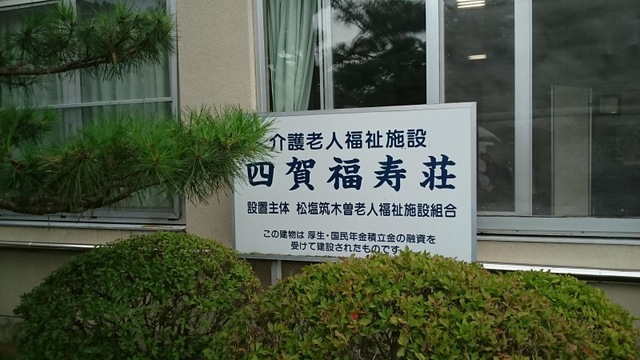 介護老人福祉施設
四賀福寿荘
設置主体 松塩筑木曽老人福祉施設組合
この建物は 厚生・国民年金積立金の融資を
受けて建設されたものです